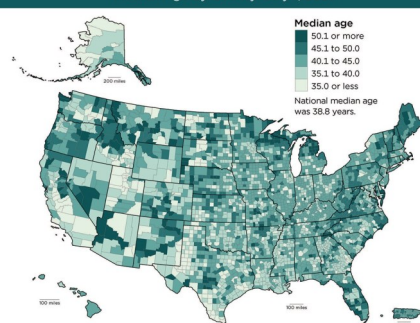 Median age
50.1 or more
45.1 to 50.0
40.1 to 45.0
35.1 to 40.0
35.0 or less
National median age
was 38.8 years.
200 miles
100 miles
100 miles